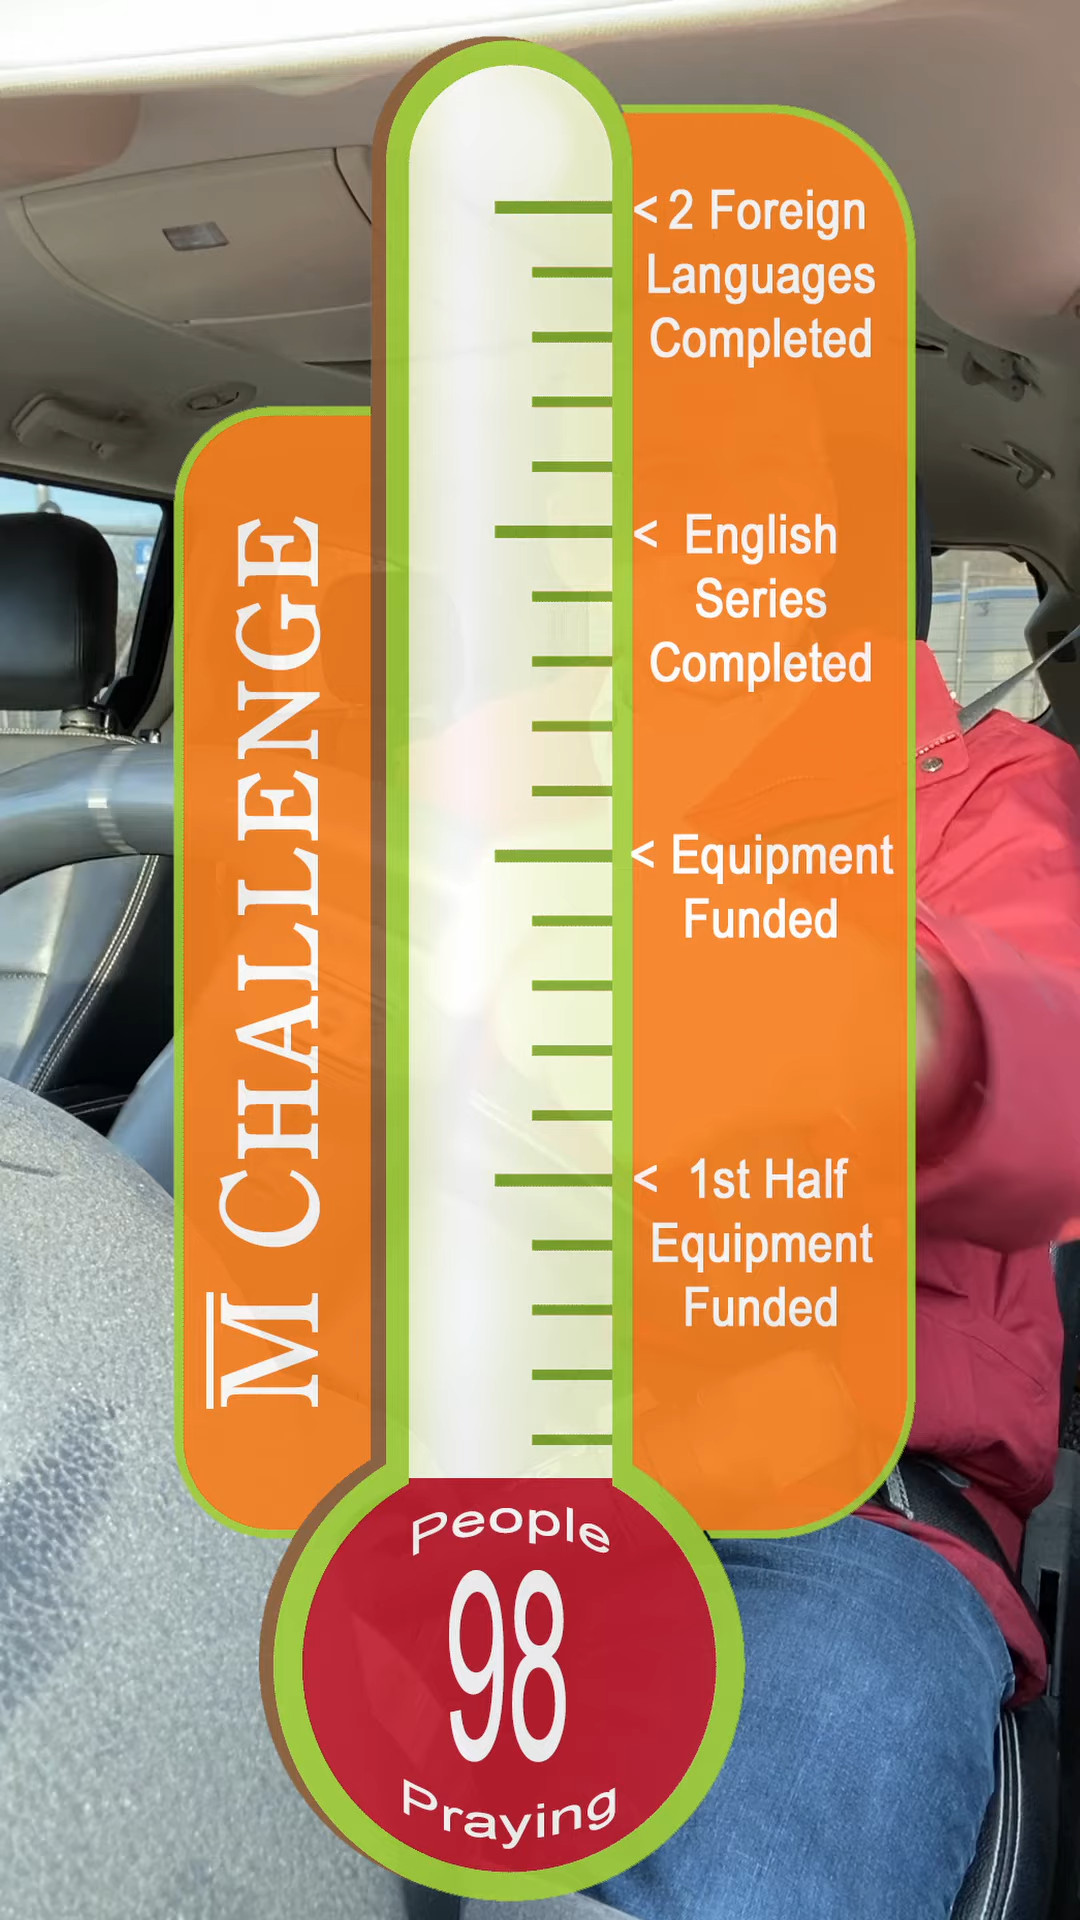 M̅ CHALLENGE
< 2 Foreign
Languages
Completed
< English
Series
Completed
< Equipment
Funded
< 1st Half
Equipment
Funded
People
98
Praying